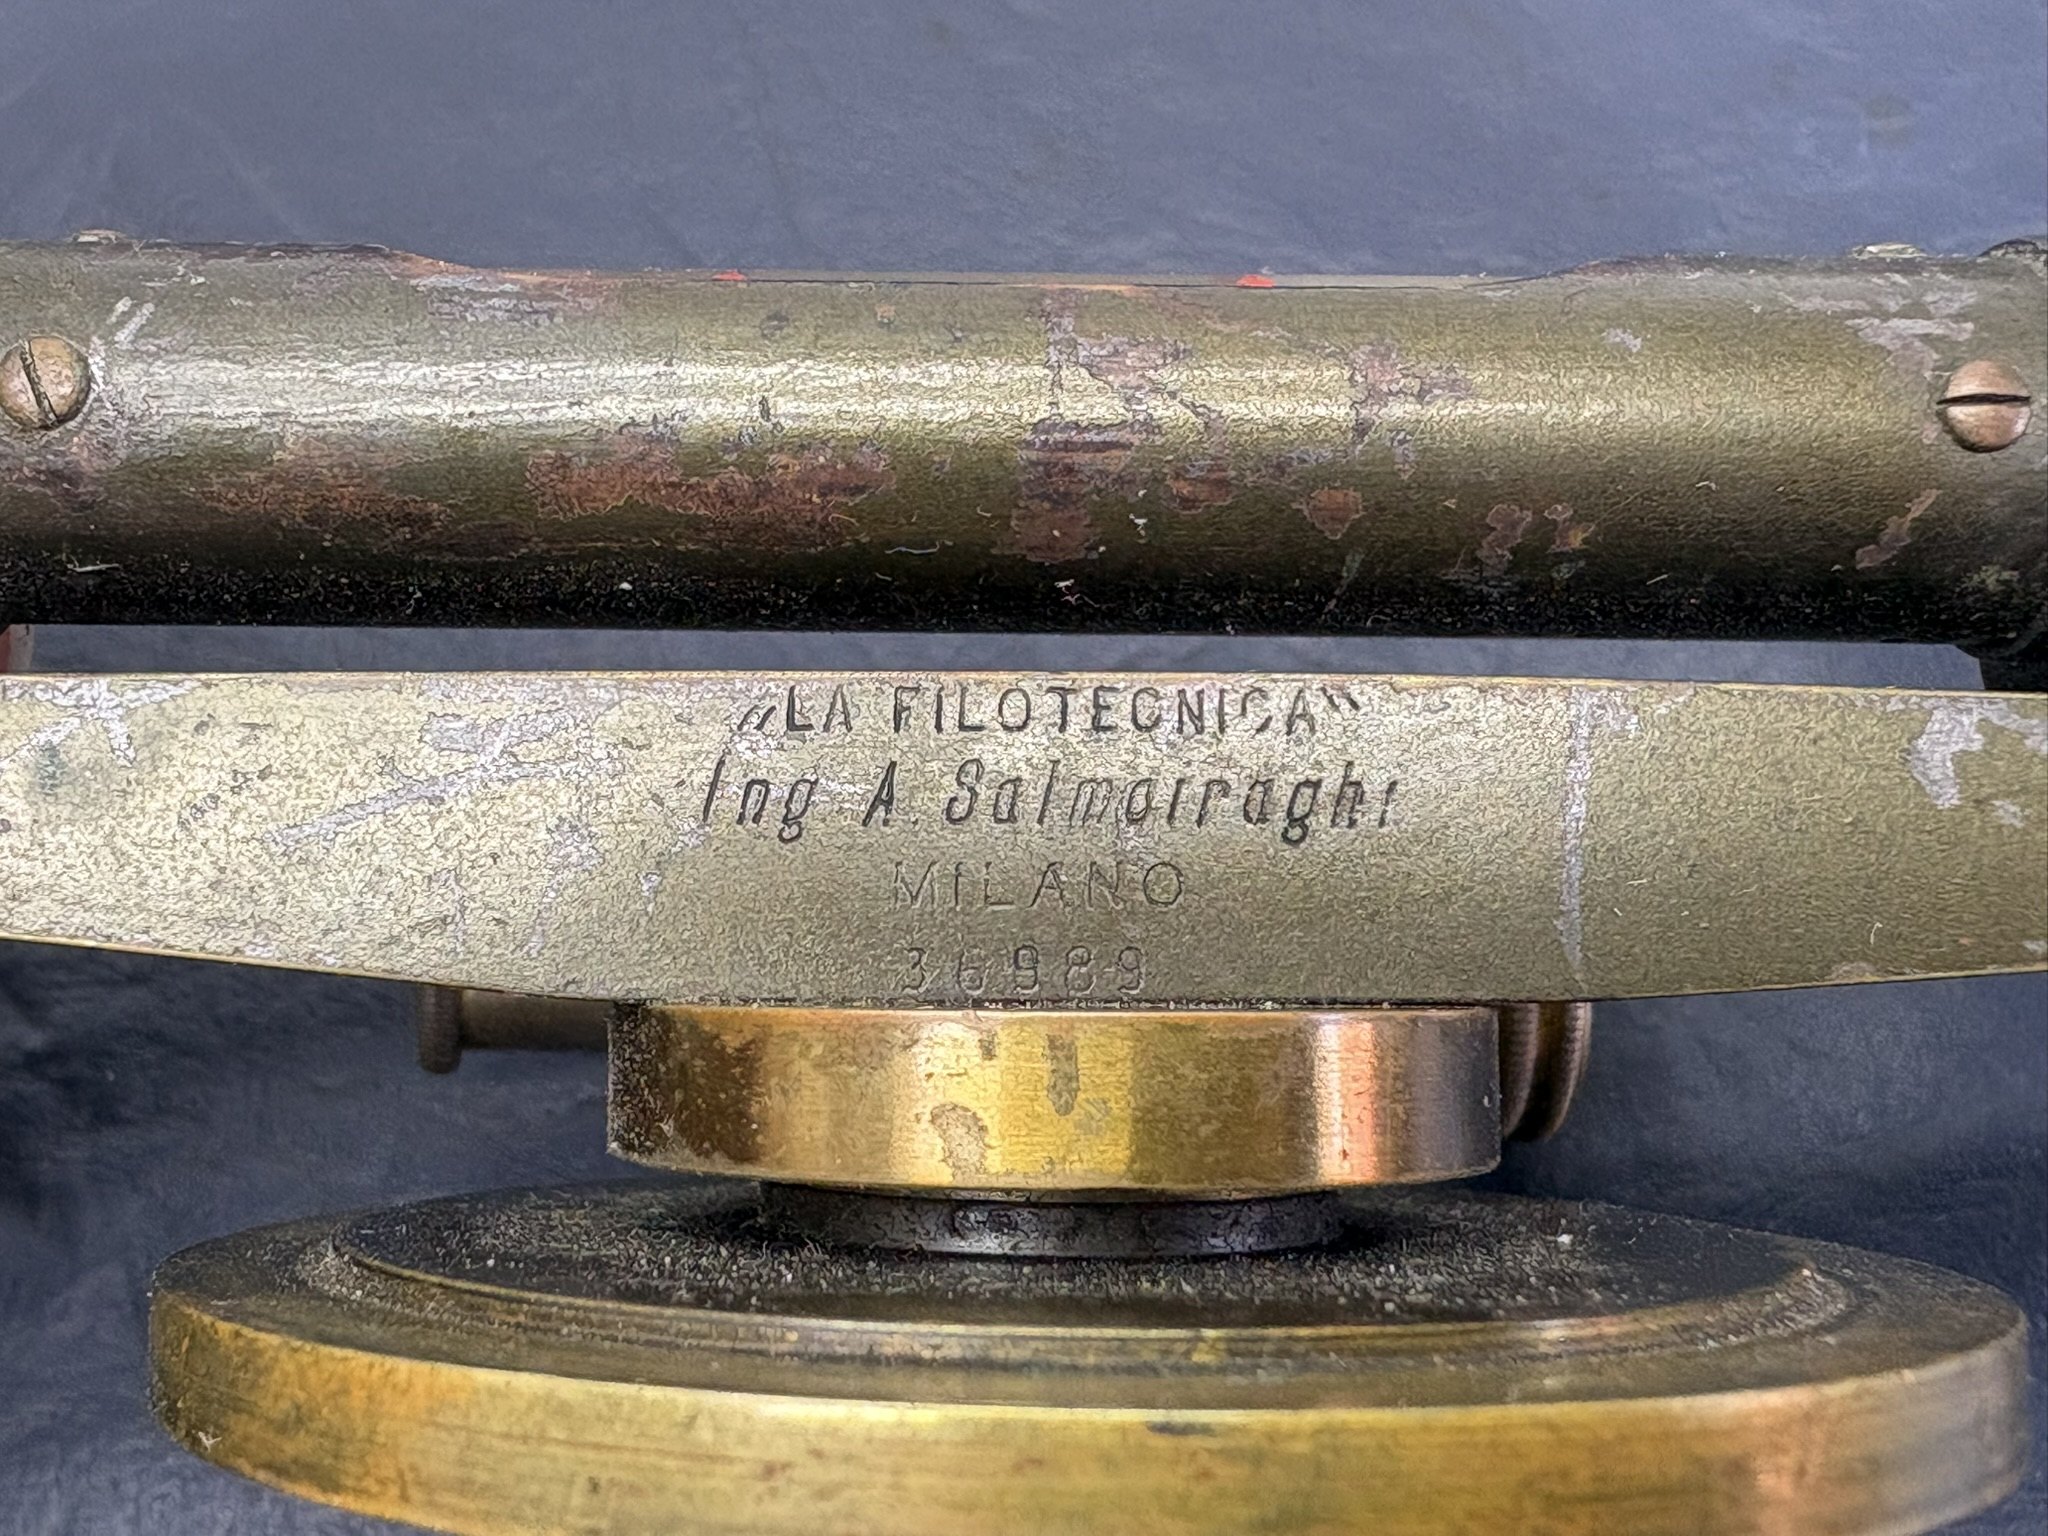 „LA FILOTECNICA“
Ing A. Salmoiraghi
MILANO
36989